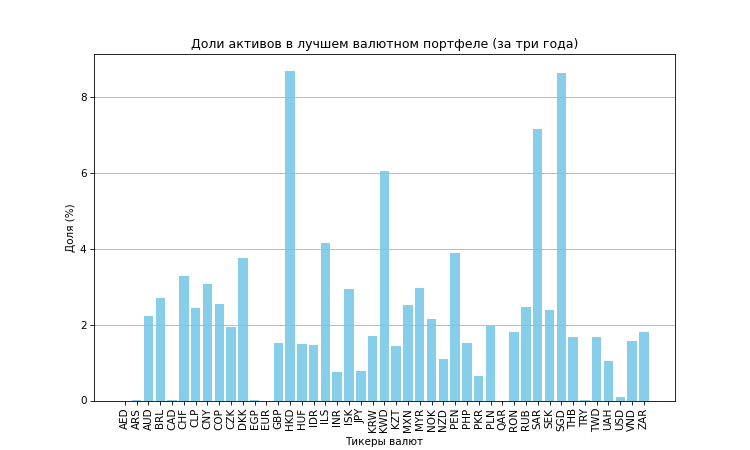 Доли активов в лучшем валютном портфеле (за три года)
Доля (%)
8
6
4
2
0
AED ARS AUD BRL CAD CHF CLP CNY COP CZK DKK EGP EUR GBP HKD HUF IDR ILS INR ISK JPY KRW KWD KZT MXN MYR NOK NZD PEN PHP PKR PLN QAR RON RUB SAR SEK SGD THB TRY TWD UAH USD VND ZAR
Тикеры валют